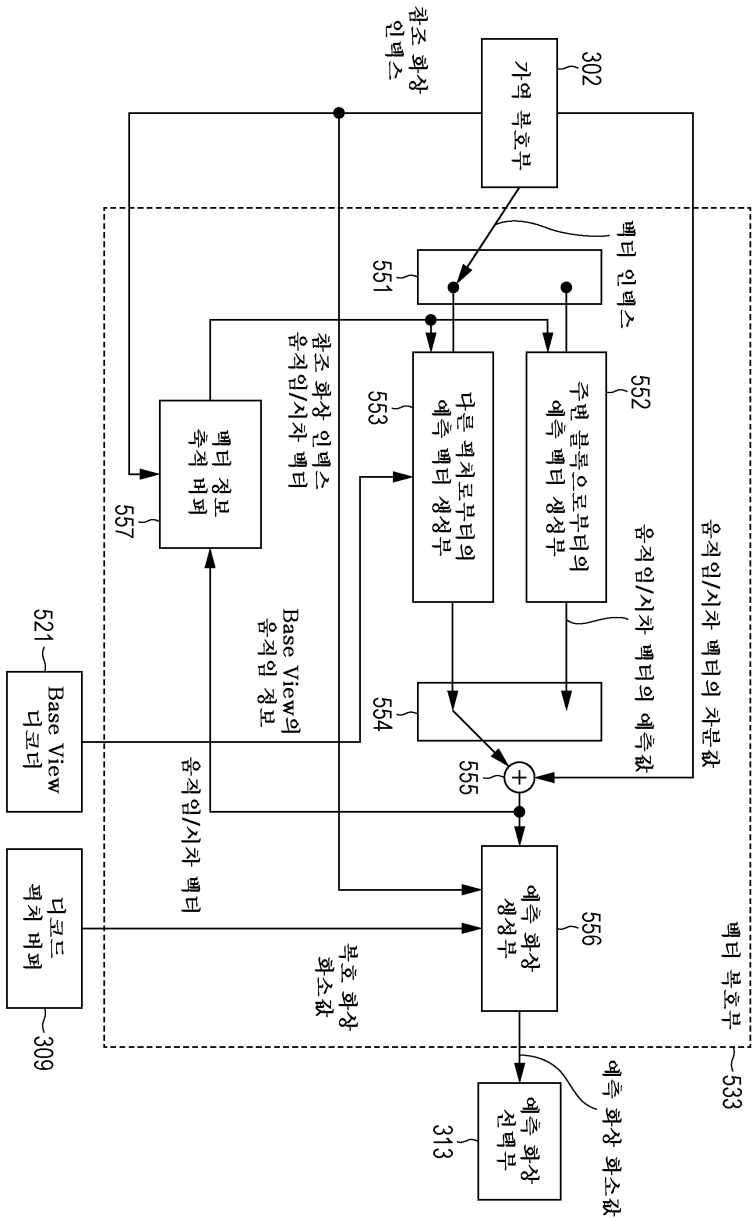 벡터 복호부
533
움직임/시차 벡터의 차분값
302
가역 복호부
참조 화상
인덱스
벡터 인덱스
551
552
주변 블록으로부터의
예측 벡터 생성부
553
다른 픽처로부터의
예측 벡터 생성부
움직임/시차 벡터의 예측값
554
555
+
556
예측 화상
생성부
예측 화상 화소값
예측 화상
선택부
313
참조 화상 인덱스
움직임/시차 벡터
벡터 정보
축적 버퍼
557
Base View의
움직임 정보
움직임/시차 벡터
복호 화상
화소값
521
Base View
디코더
디코드
픽처 버퍼
309